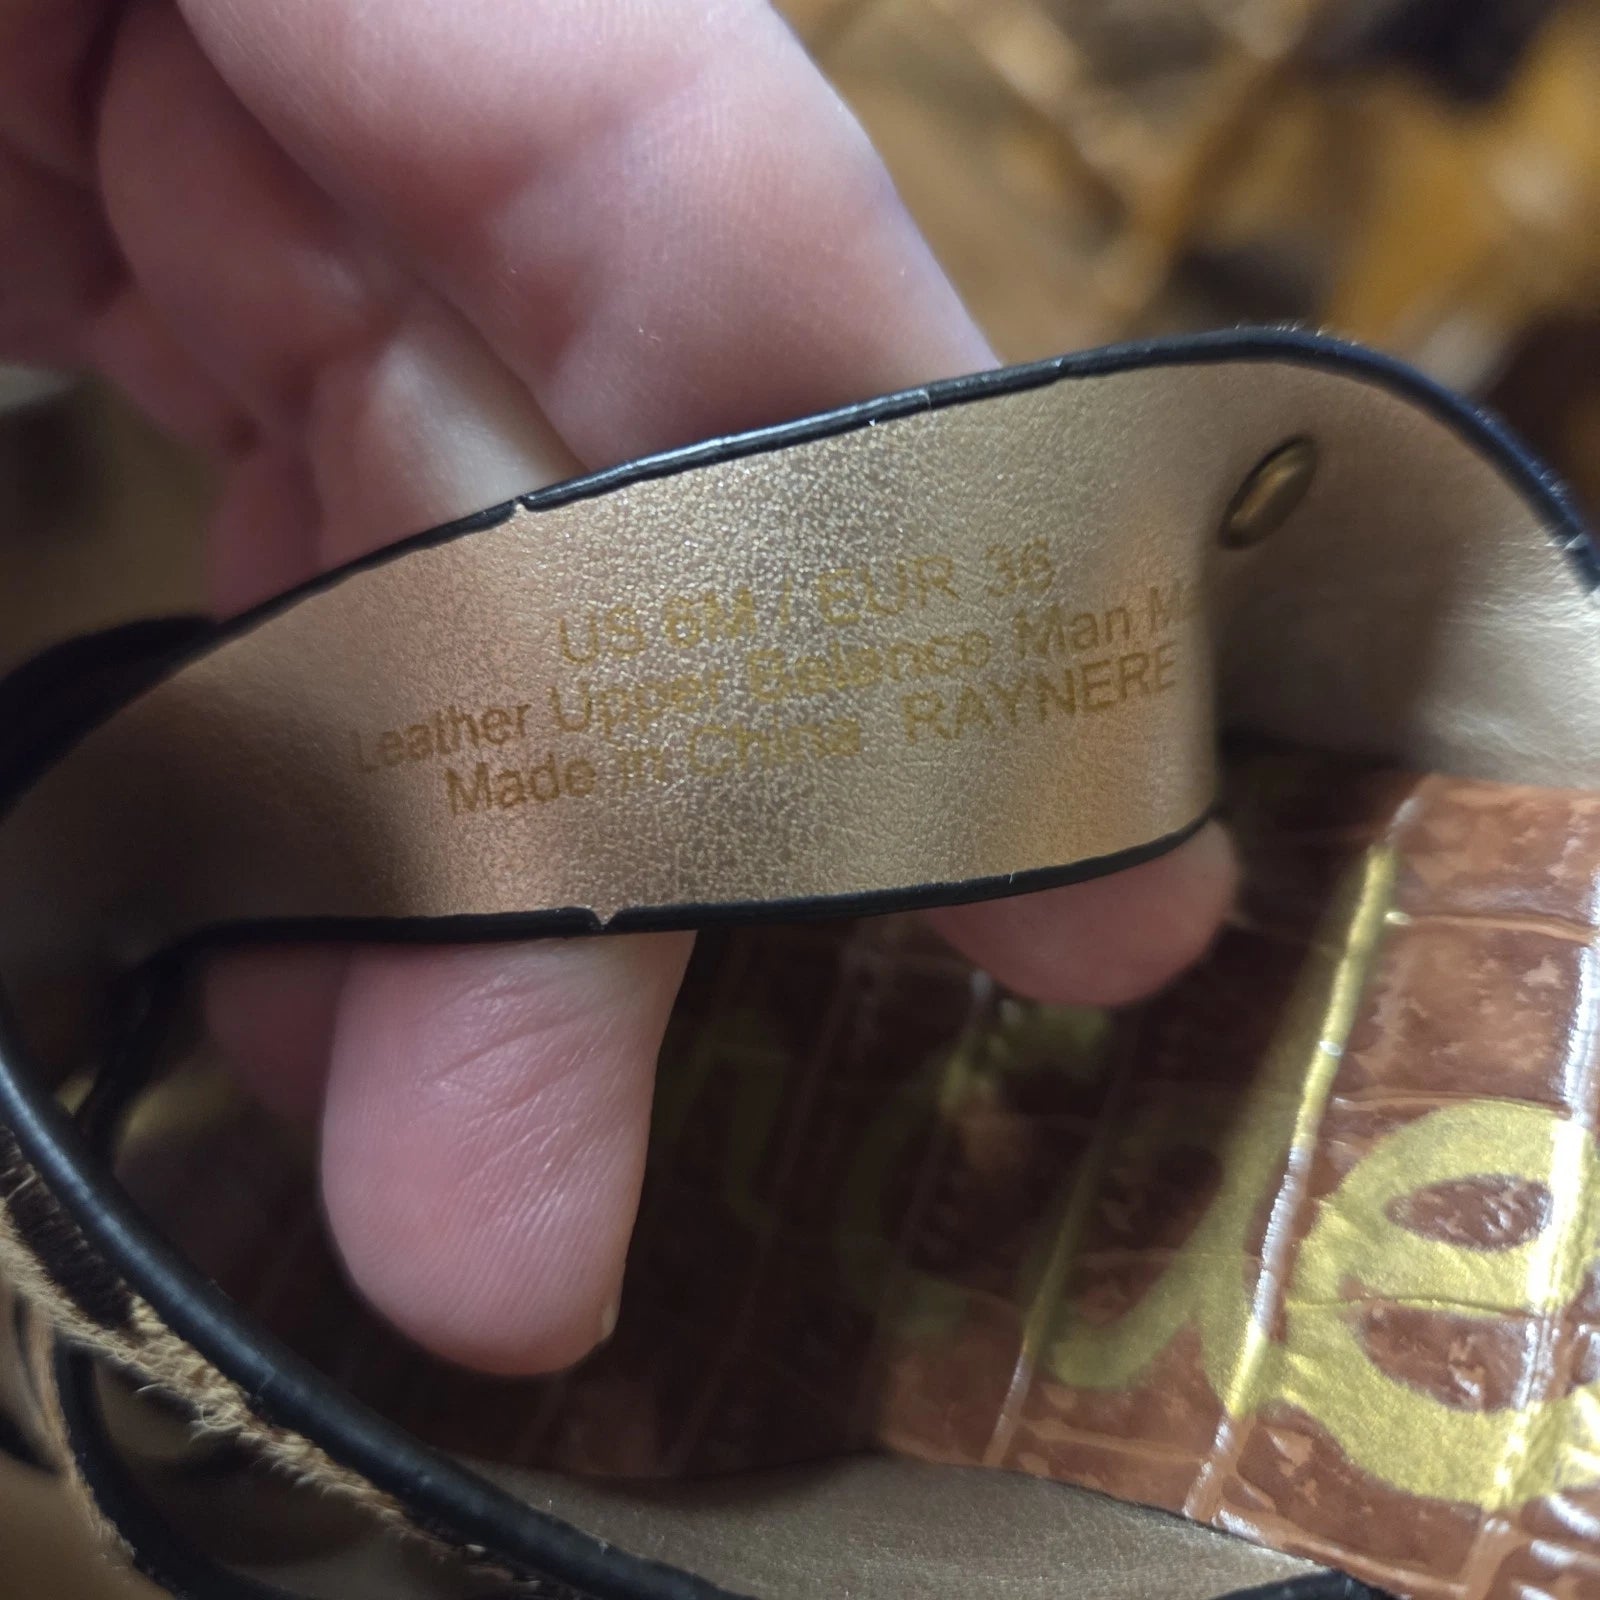 US 6M / EUR 36
Leather Upper Balance Man M
Made in China RAYNERE